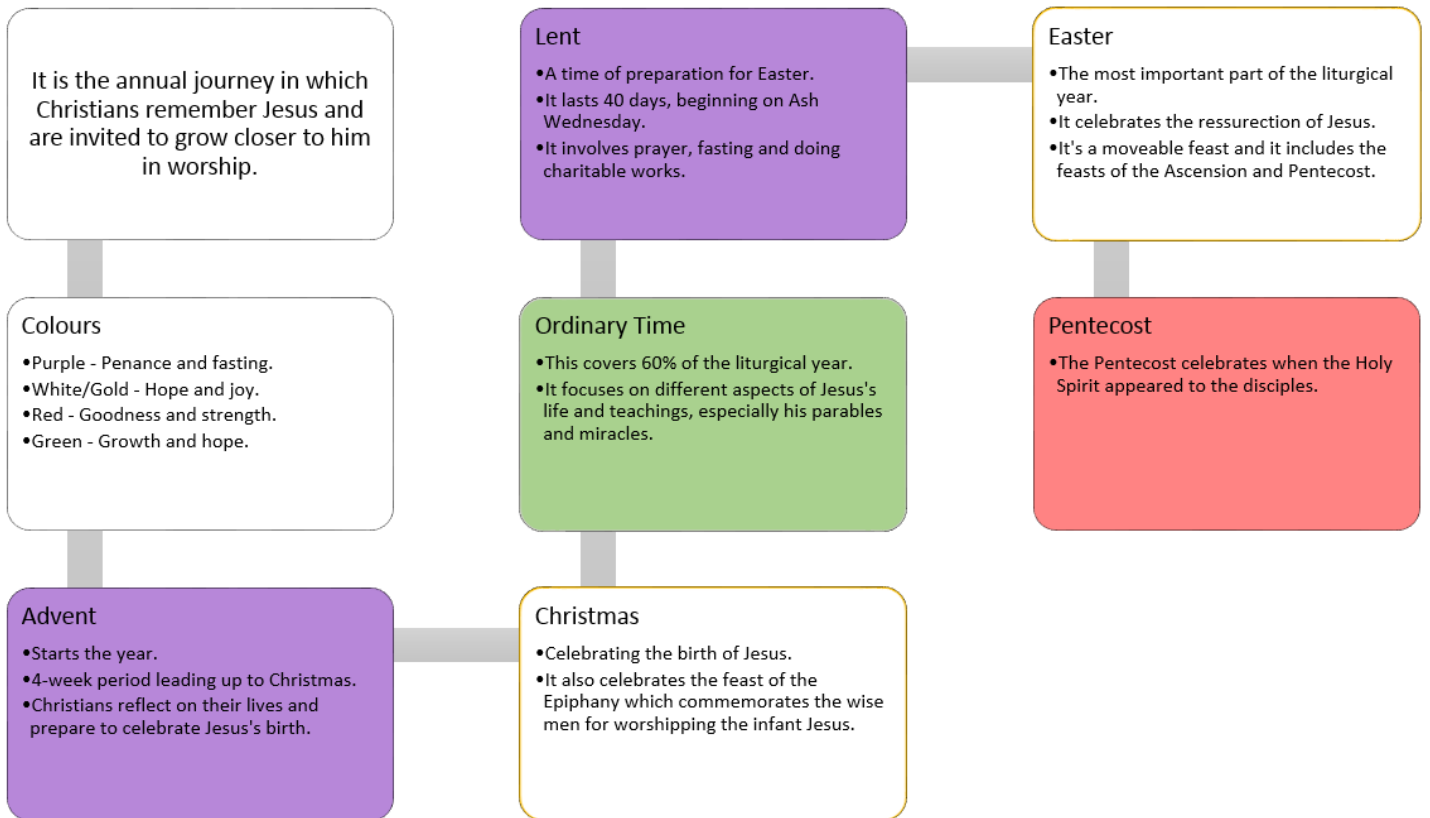 It is the annual journey in which
Christians remember Jesus and
are invited to grow closer to him
in worship.
Colours
•Purple - Penance and fasting.
•White/Gold - Hope and joy.
•Red - Goodness and strength.
•Green - Growth and hope.
Advent
•Starts the year.
•4-week period leading up to Christmas.
•Christians reflect on their lives and
prepare to celebrate Jesus's birth.
Christmas
•Celebrating the birth of Jesus.
•It also celebrates the feast of the
Epiphany which commemorates the wise
men for worshipping the infant Jesus.
Ordinary Time
•This covers 60% of the liturgical year.
•It focuses on different aspects of Jesus's
life and teachings, especially his parables
and miracles.
Lent
•A time of preparation for Easter.
•It lasts 40 days, beginning on Ash
Wednesday.
•It involves prayer, fasting and doing
charitable works.
Easter
•The most important part of the liturgical
year.
•It celebrates the ressurection of Jesus.
•It's a moveable feast and it includes the
feasts of the Ascension and Pentecost.
Pentecost
•The Pentecost celebrates when the Holy
Spirit appeared to the disciples.